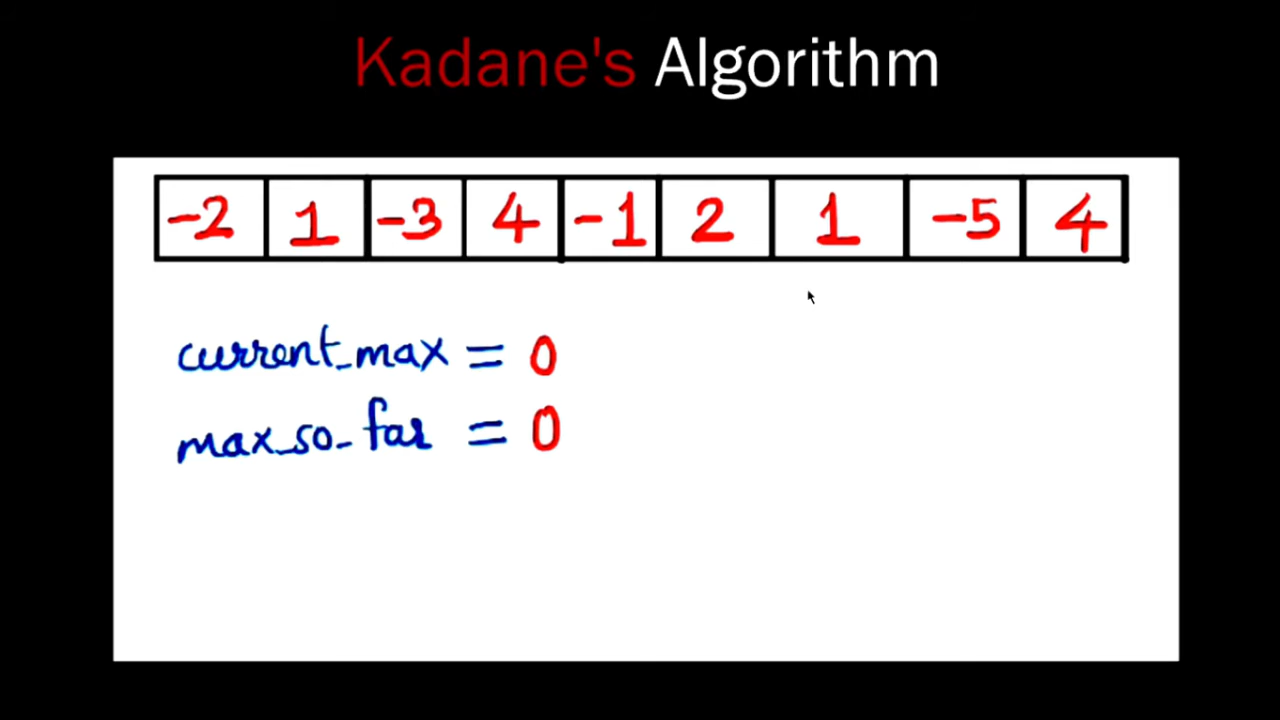 Kadane's Algorithm
-2 1 -3 4 -1 2 1 -5 4
current_max = 0
max_so_far = 0